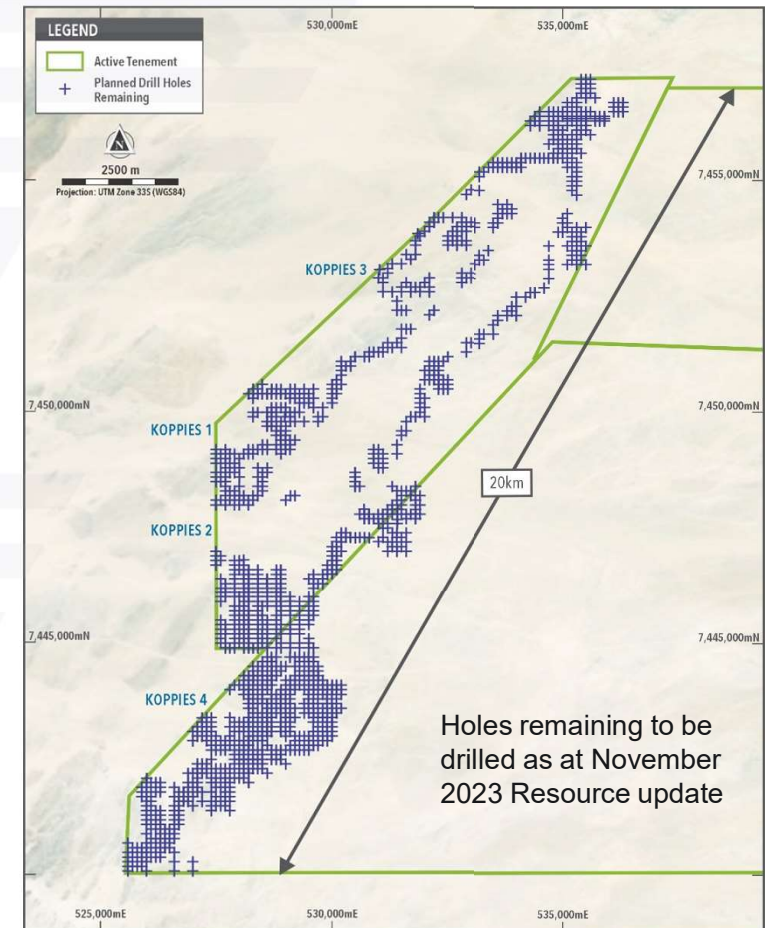 530,000mE
535,000mE
LEGEND
Active Tenement
+ Planned Drill Holes
Remaining
2500 m
Projection: UTM Zone 33S (WGS84)
7,455,000mN
KOPPIES 3
7,450,000mN
7,450,000mN
KOPPIES 1
20km
KOPPIES 2
7,445,000mN
7,445,000mN
KOPPIES 4
Holes remaining to be
drilled as at November
2023 Resource update
525,000mE
530,000mE
535,000mE